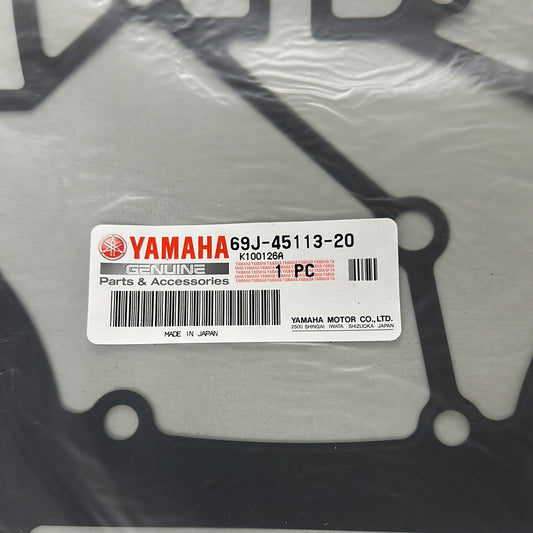 YAMAHA 69J-45113-20
K100126A
GENUINE
1 PC
Parts & Accessories
YAMAHA MOTOR CO.,LTD.
2500 SHINGAI IWATA SHIZUOKA JAPAN
MADE IN JAPAN